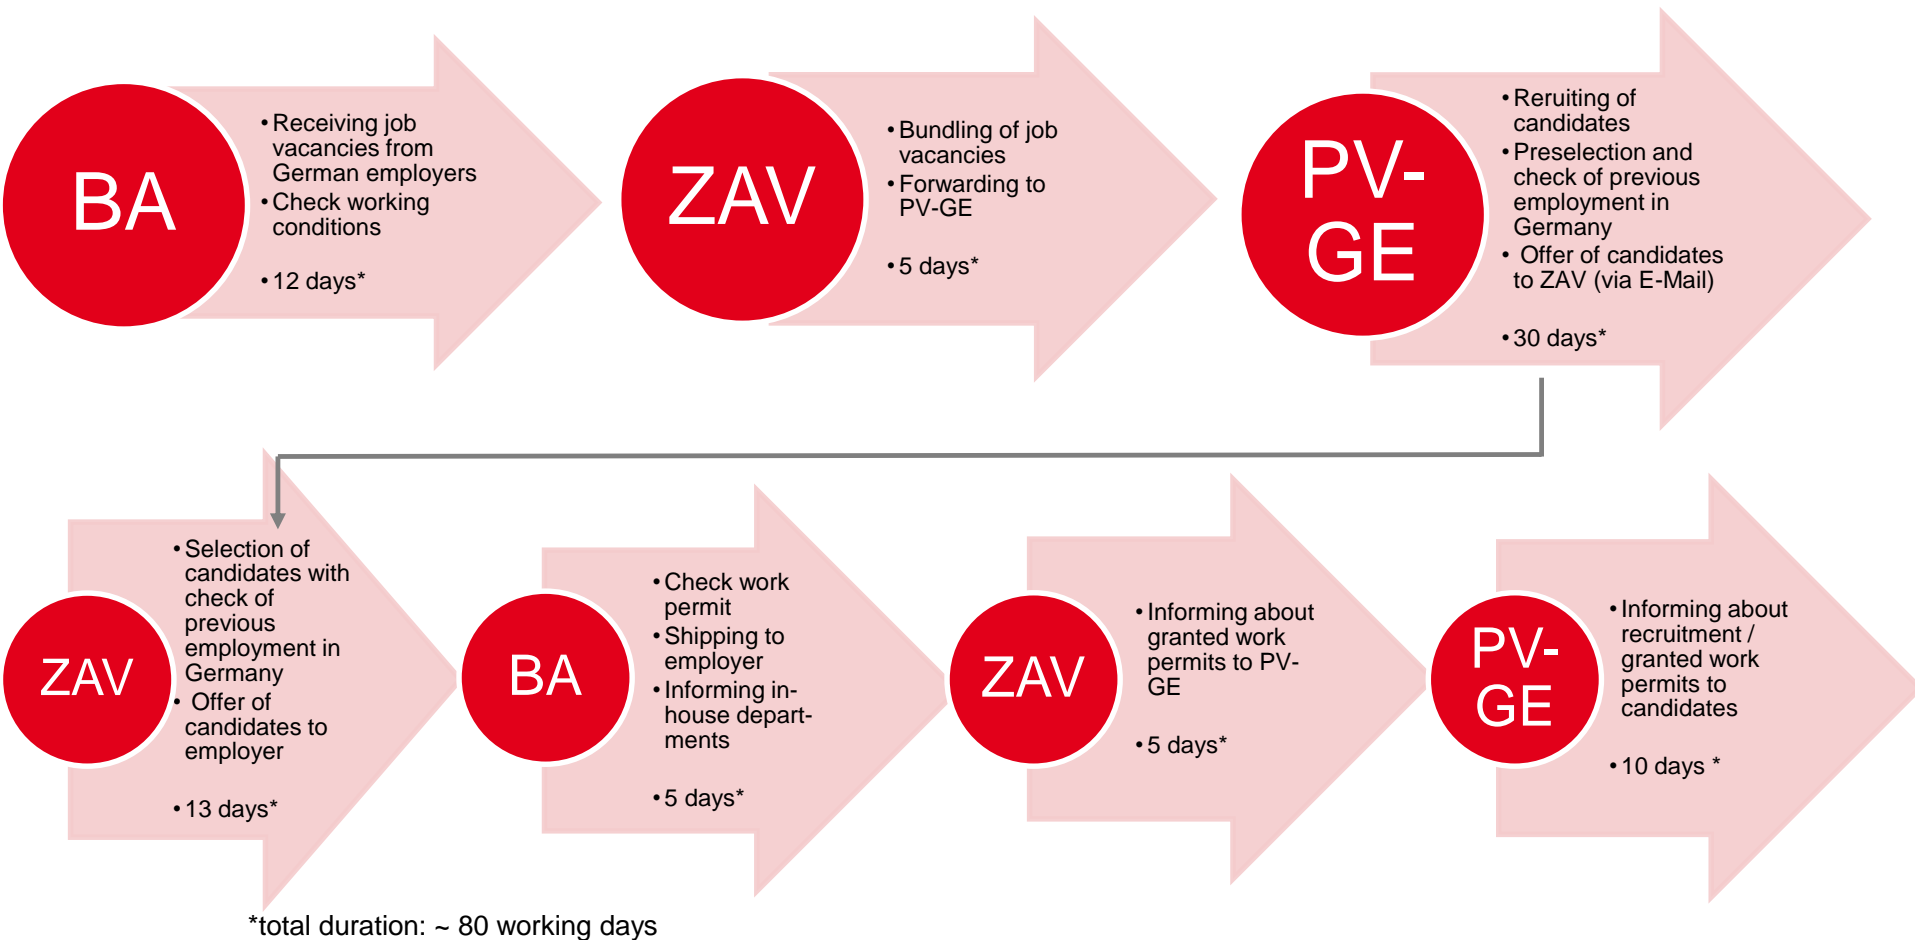 BA
• Receiving job
vacancies from
German employers
• Check working
conditions
• 12 days*
ZAV
• Bundling of job
vacancies
• Forwarding to
PV-GE
• 5 days*
PV-
GE
• Reruiting of
candidates
• Preselection and
check of previous
employment in
Germany
• Offer of candidates
to ZAV (via E-Mail)
• 30 days*
ZAV
• Selection of
candidates with
check of
previous
employment in
Germany
• Offer of
candidates to
employer
• 13 days*
BA
• Check work
permit
• Shipping to
employer
• Informing in-
house depart-
ments
• 5 days*
ZAV
• Informing about
granted work
permits to PV-
GE
• 5 days*
PV-
GE
• Informing about
recruitment /
granted work
permits to
candidates
• 10 days *
*total duration: ~ 80 working days